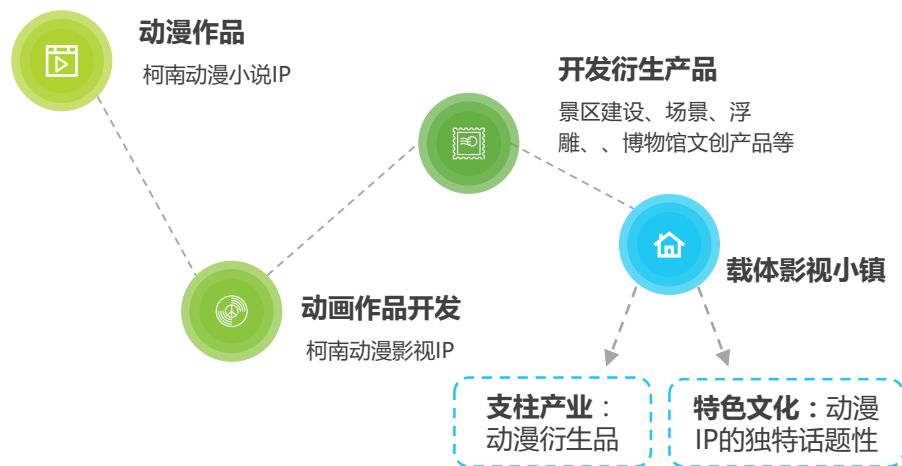 动漫作品
柯南动漫小说IP
开发衍生产品
景区建设、场景、浮
雕、、博物馆文创产品等
载体影视小镇
动画作品开发
柯南动漫影视IP
支柱产业：
动漫衍生品
特色文化：动漫
IP的独特话题性